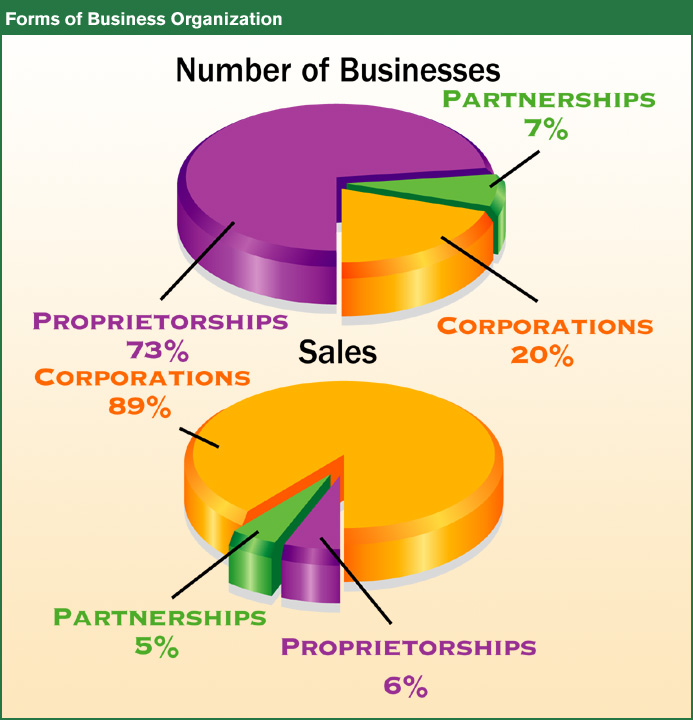 Forms of Business Organization
Number of Businesses
PARTNERSHIPS
7%
PROPRIETORSHIPS
73%
CORPORATIONS
20%
Sales
CORPORATIONS
89%
PARTNERSHIPS
5%
PROPRIETORSHIPS
6%